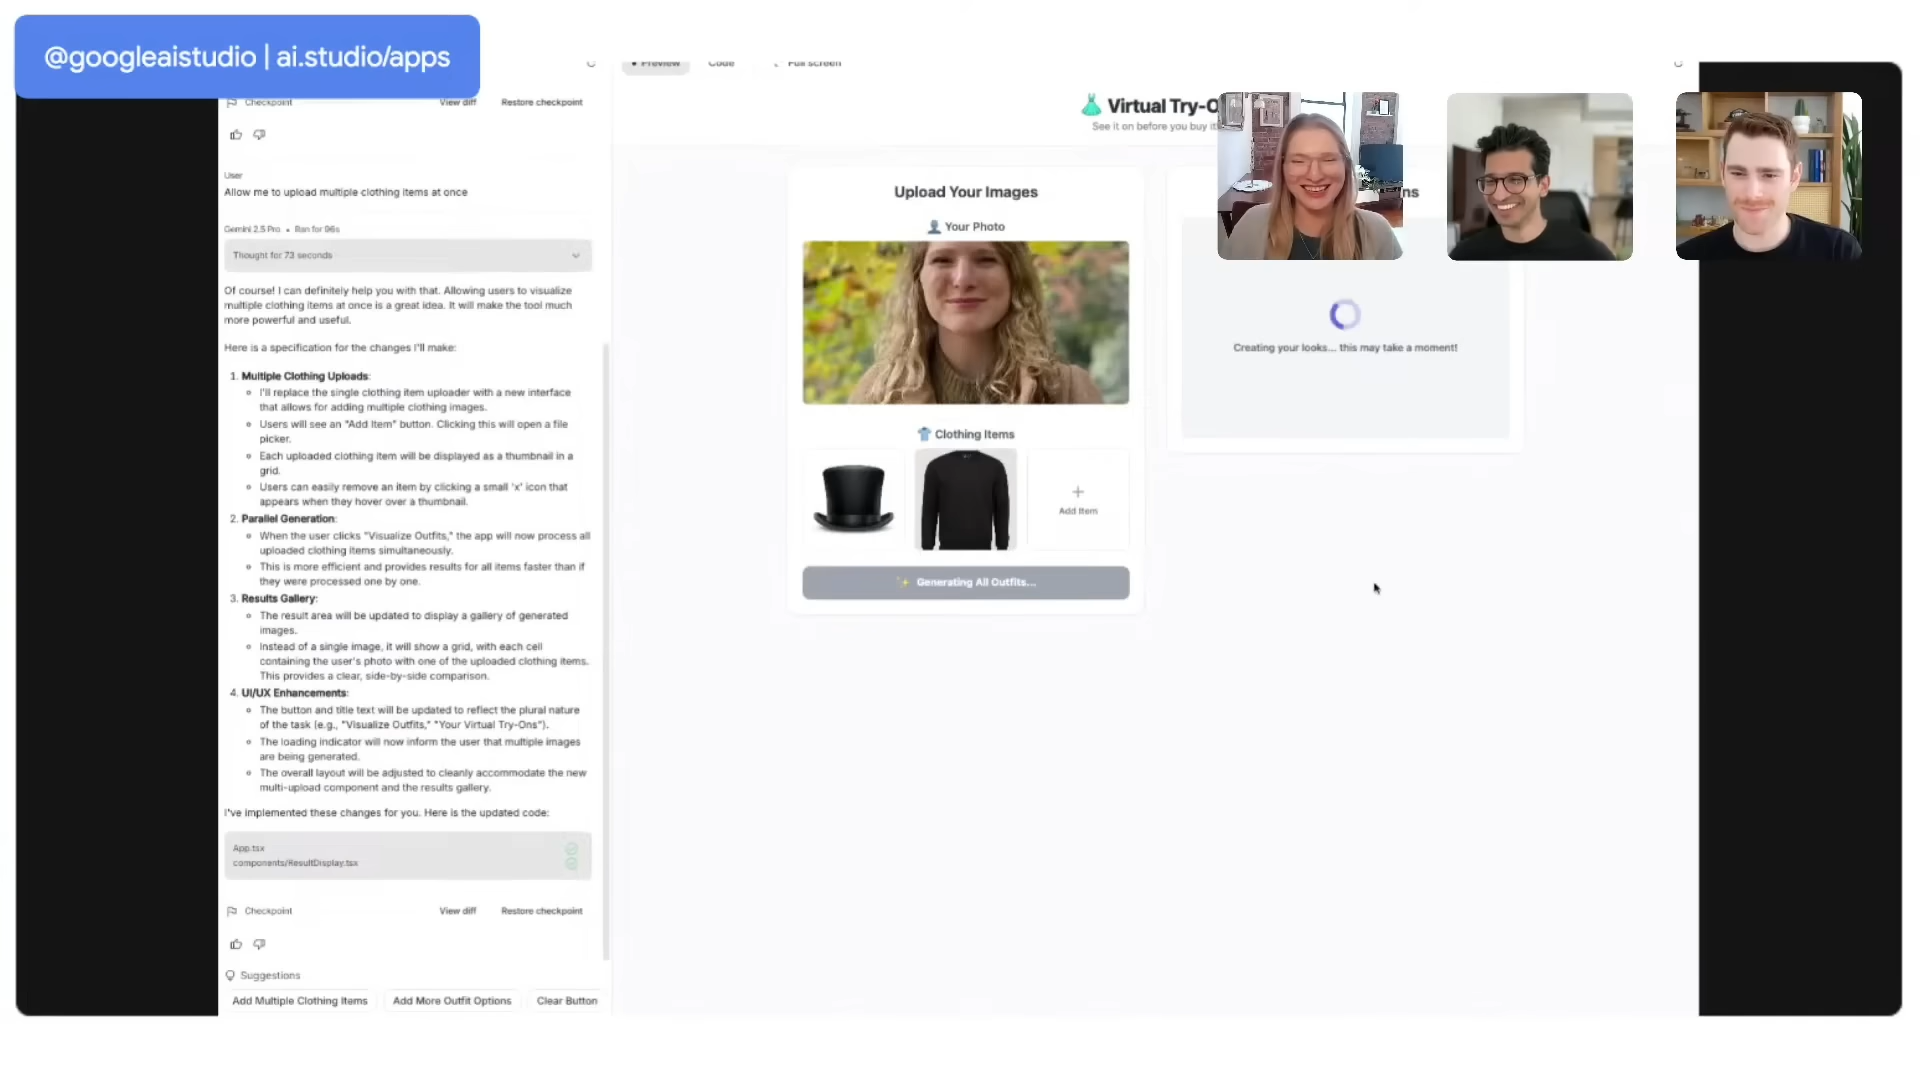 @googleaistudio | ai.studio/apps
Preview
Code
Full screen
Checkpoint
View diff
Restore checkpoint
User
Allow me to upload multiple clothing items at once
Gemini 2.5 Pro • Ran for 96s
Thought for 73 seconds
Of course! I can definitely help you with that. Allowing users to visualize
multiple clothing items at once is a great idea. It will make the tool much
more powerful and useful.
Here is a specification for the changes I'll make:
1. Multiple Clothing Uploads:
I'll replace the single clothing item uploader with a new interface
that allows for adding multiple clothing images.
Users will see an "Add Item" button. Clicking this will open a file
picker.
Each uploaded clothing item will be displayed as a thumbnail in a
grid.
Users can easily remove an item by clicking a small 'x' icon that
appears when they hover over a thumbnail.
2. Parallel Generation:
When the user clicks "Visualize Outfits," the app will now process all
uploaded clothing items simultaneously.
This is more efficient and provides results for all items faster than if
they were processed one by one.
3. Results Gallery:
The result area will be updated to display a gallery of generated
images.
Instead of a single image, it will show a grid, with each cell
containing the user's photo with one of the uploaded clothing items.
This provides a clear, side-by-side comparison.
4. UI/UX Enhancements:
The button and title text will be updated to reflect the plural nature
of the task (e.g., "Visualize Outfits," "Your Virtual Try-Ons").
The loading indicator will now inform the user that multiple images
are being generated.
The overall layout will be adjusted to cleanly accommodate the new
multi-upload component and the results gallery.
I've implemented these changes for you. Here is the updated code:
App.tsx
components/ResultDisplay.tsx
Checkpoint
View diff
Restore checkpoint
Suggestions
Add Multiple Clothing Items
Add More Outfit Options
Clear Button
Virtual Try-O
See it on before you buy it
Upload Your Images
Your Photo
Clothing Items
+
Add Item
Generating All Outfits...
ns
Creating your looks... this may take a moment!